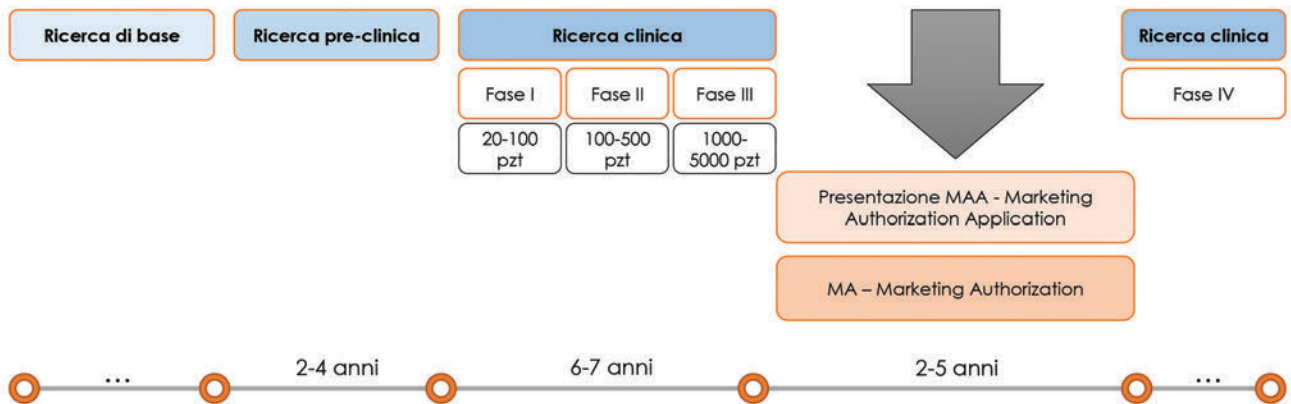 Ricerca di base
Ricerca pre-clinica
Ricerca clinica
Ricerca clinica
Fase I
Fase II
Fase III
Fase IV
20-100
pzt
100-500
pzt
1000-
5000 pzt
Presentazione MAA - Marketing
Authorization Application
MA – Marketing Authorization
...
2-4 anni
6-7 anni
2-5 anni
...